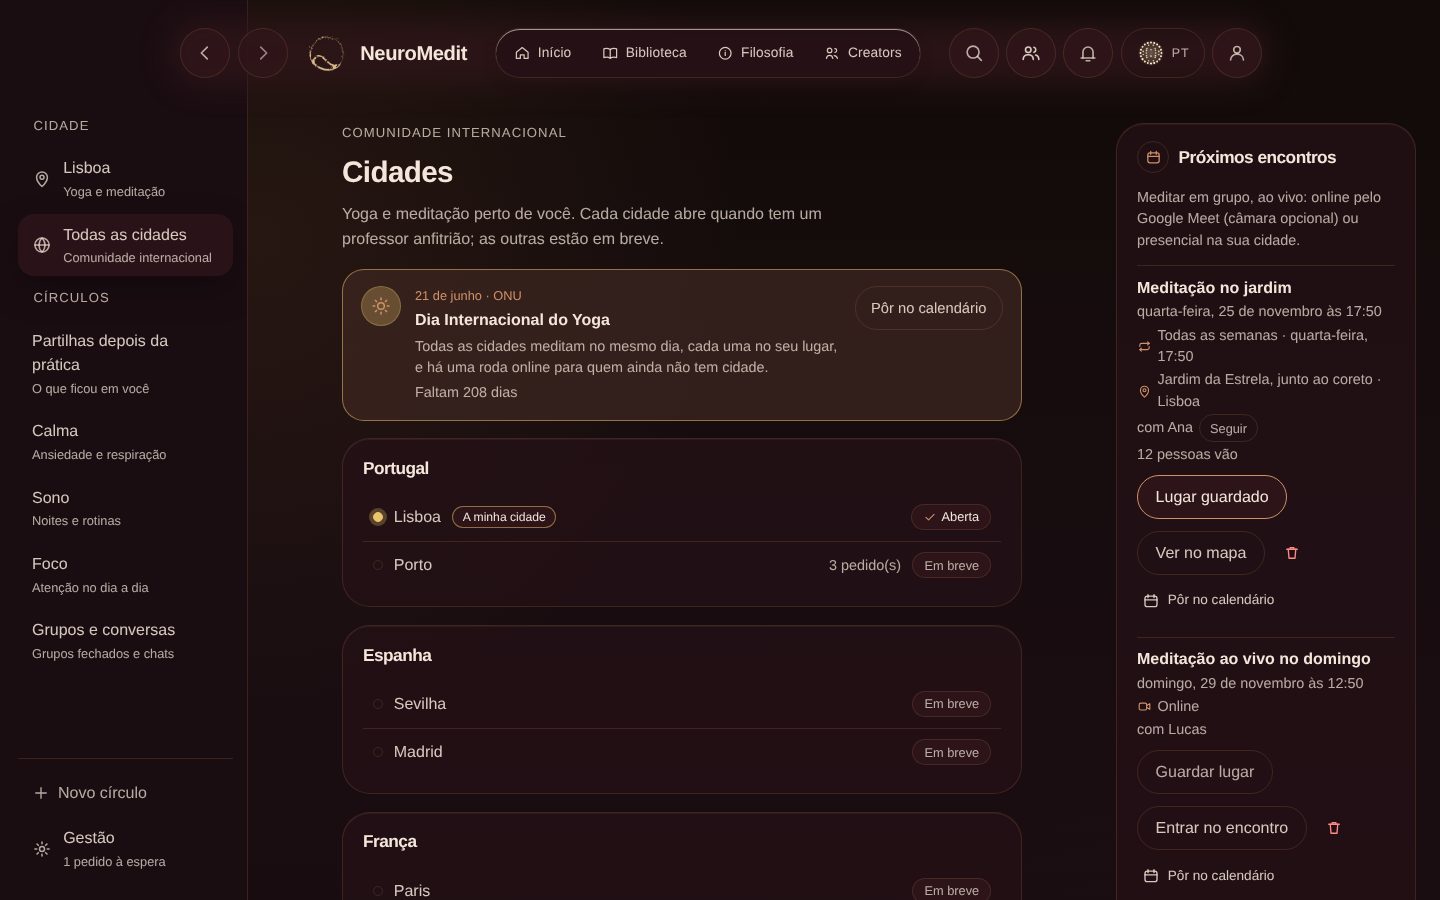 NeuroMedit
Início
Biblioteca
Filosofia
Creators
PT
CIDADE
Lisboa
Yoga e meditação
Todas as cidades
Comunidade internacional
CÍRCULOS
Partilhas depois da
prática
O que ficou em você
Calma
Ansiedade e respiração
Sono
Noites e rotinas
Foco
Atenção no dia a dia
Grupos e conversas
Grupos fechados e chats
Novo círculo
Gestão
1 pedido à espera
COMUNIDADE INTERNACIONAL
Cidades
Yoga e meditação perto de você. Cada cidade abre quando tem um
professor anfitrião; as outras estão em breve.
21 de junho · ONU
Dia Internacional do Yoga
Todas as cidades meditam no mesmo dia, cada uma no seu lugar,
e há uma roda online para quem ainda não tem cidade.
Faltam 208 dias
Pôr no calendário
Portugal
Lisboa A minha cidade Aberta
Porto 3 pedido(s) Em breve
Espanha
Sevilha Em breve
Madrid Em breve
França
Paris Em breve
Próximos encontros
Meditar em grupo, ao vivo: online pelo
Google Meet (câmara opcional) ou
presencial na sua cidade.
Meditação no jardim
quarta-feira, 25 de novembro às 17:50
Todas as semanas · quarta-feira,
17:50
Jardim da Estrela, junto ao coreto ·
Lisboa
com Ana Seguir
12 pessoas vão
Lugar guardado
Ver no mapa
Pôr no calendário
Meditação ao vivo no domingo
domingo, 29 de novembro às 12:50
Online
com Lucas
Guardar lugar
Entrar no encontro
Pôr no calendário